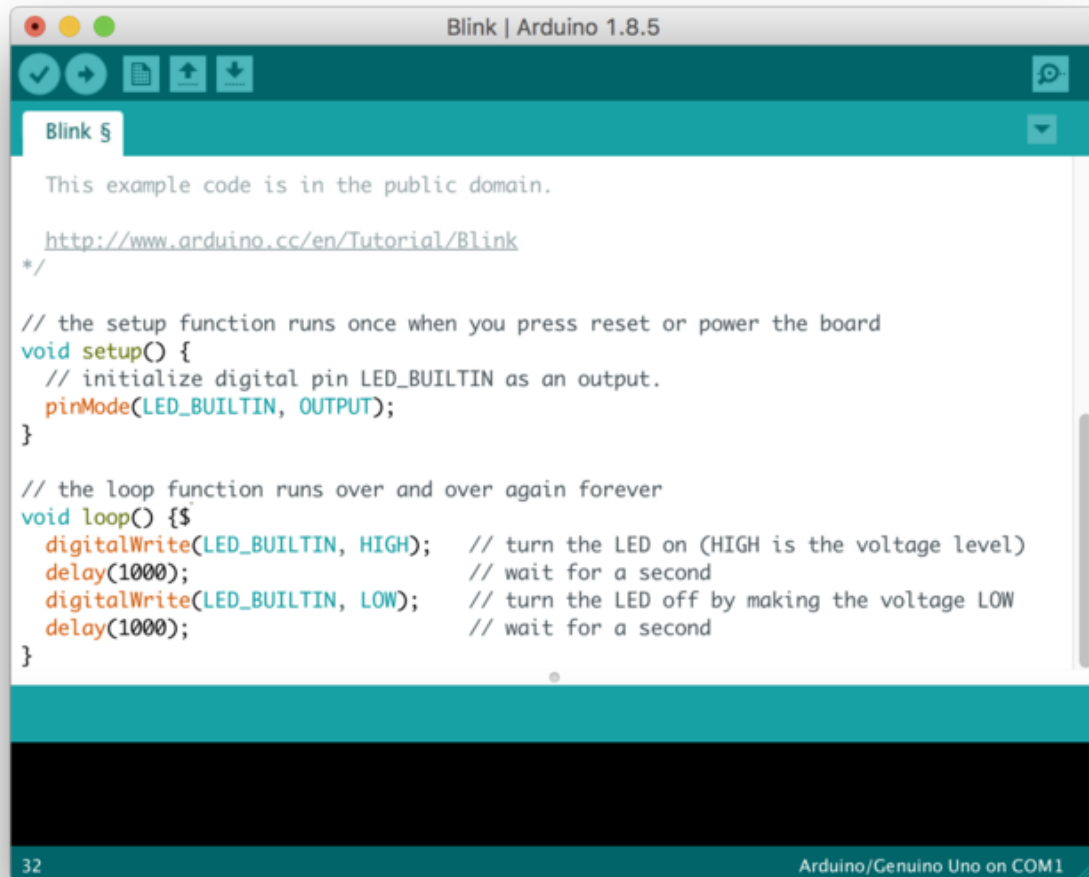 Blink | Arduino 1.8.5
Blink §
This example code is in the public domain.
http://www.arduino.cc/en/Tutorial/Blink
*/
// the setup function runs once when you press reset or power the board
void setup() {
  // initialize digital pin LED_BUILTIN as an output.
  pinMode(LED_BUILTIN, OUTPUT);
}
// the loop function runs over and over again forever
void loop() {$
  digitalWrite(LED_BUILTIN, HIGH);   // turn the LED on (HIGH is the voltage level)
  delay(1000);                       // wait for a second
  digitalWrite(LED_BUILTIN, LOW);    // turn the LED off by making the voltage LOW
  delay(1000);                       // wait for a second
}
32 Arduino/Genuino Uno on COM1